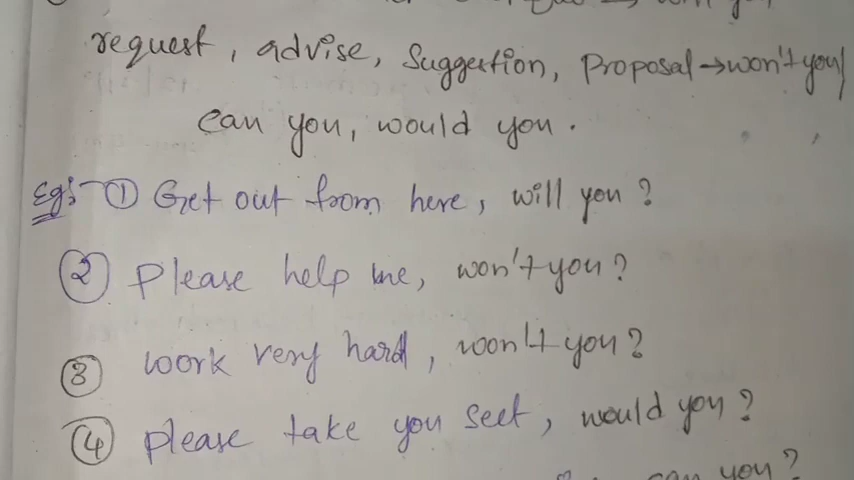 request, advise, Suggestion, Proposal → won't you/
can you, would you.
Eg:- ① Get out from here, will you?
② Please help me, won't you?
③ work very hard, won't you?
④ please take you seet, would you?
can you?